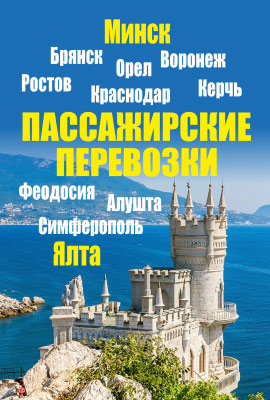 Минск
Брянск Воронеж
Орел
Ростов Керчь
Краснодар
ПАССАЖИРСКИЕ
ПЕРЕВОЗКИ
Феодосия
Алушта
Симферополь
Ялта